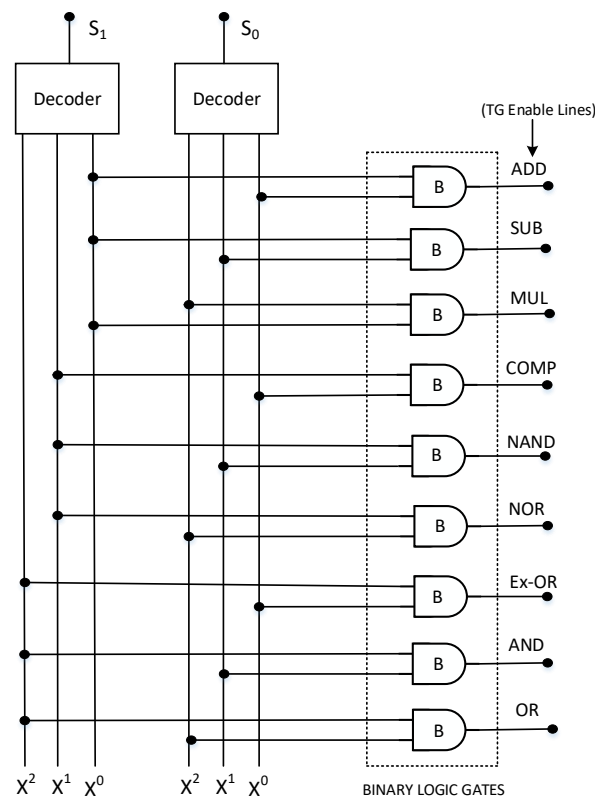 S₁
S₀
Decoder
Decoder
(TG Enable Lines)
B
ADD
B
SUB
B
MUL
B
COMP
B
NAND
B
NOR
B
Ex-OR
B
AND
B
OR
X² X¹ X⁰ X² X¹ X⁰
BINARY LOGIC GATES